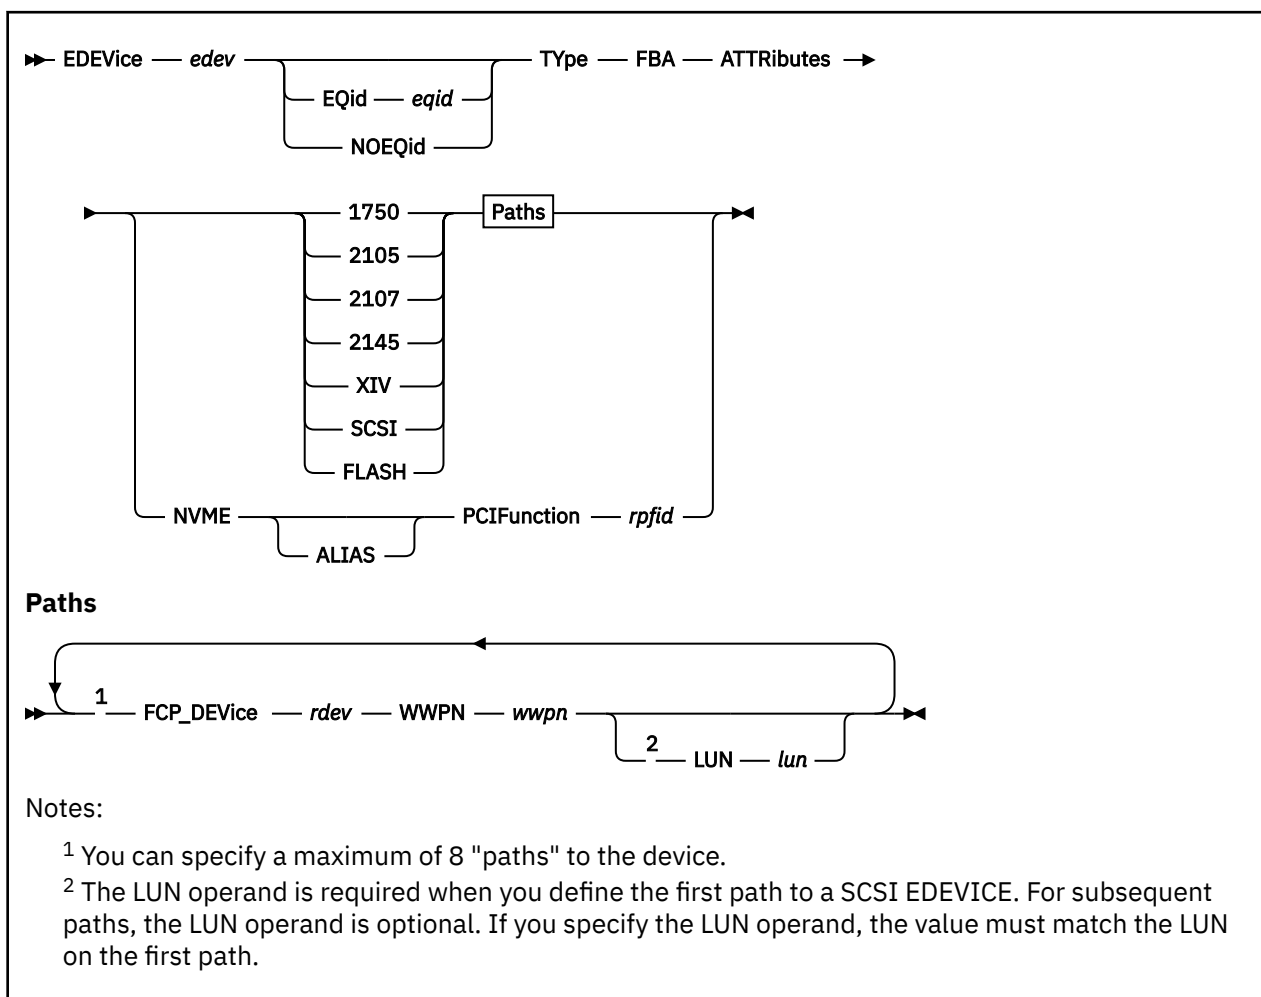 EDEVice edev TYpe FBA ATTRibutes
EQid eqid
NOEQid
1750 Paths
2105
2107
2145
XIV
SCSI
FLASH
NVME PCIFunction rpfid
ALIAS
Paths
1 FCP_DEVice rdev WWPN wwpn
2 LUN lun
Notes:
1 You can specify a maximum of 8 "paths" to the device.
2 The LUN operand is required when you define the first path to a SCSI EDEVICE. For subsequent
paths, the LUN operand is optional. If you specify the LUN operand, the value must match the LUN
on the first path.